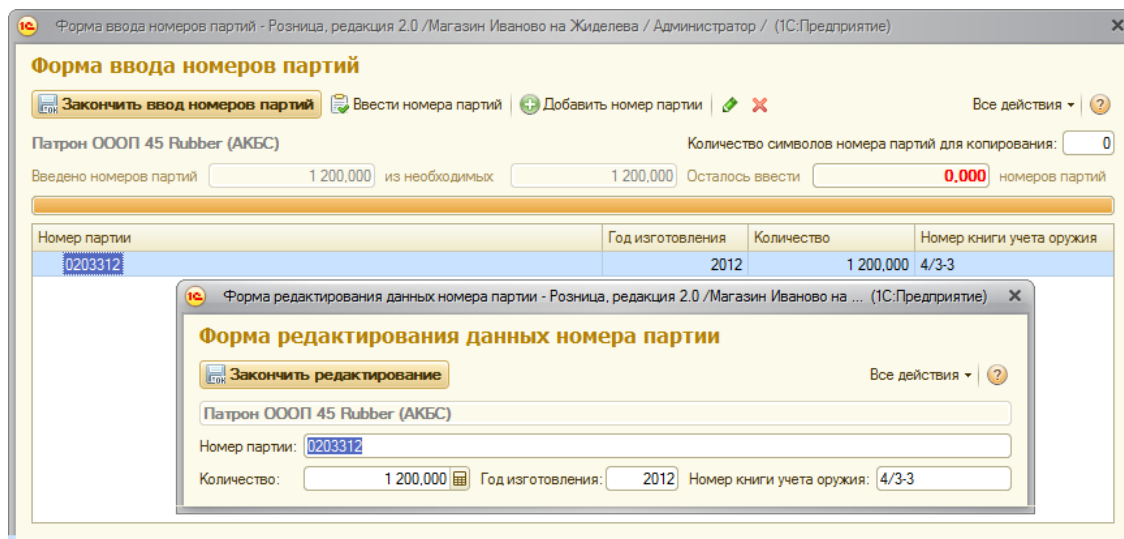 Форма ввода номеров партий - Розница, редакция 2.0 /Магазин Иваново на Жиделева / Администратор / (1С:Предприятие)
Форма ввода номеров партий
Закончить ввод номеров партий Ввести номера партий Добавить номер партии Все действия
Патрон ОООП 45 Rubber (АКБС) Количество символов номера партий для копирования: 0
Введено номеров партий 1 200,000 из необходимых 1 200,000 Осталось ввести 0,000 номеров партий
Номер партии Год изготовления Количество Номер книги учета оружия
0203312 2012 1 200,000 4/3-3
Форма редактирования данных номера партии - Розница, редакция 2.0 /Магазин Иваново на ... (1С:Предприятие)
Форма редактирования данных номера партии
Закончить редактирование Все действия
Патрон ОООП 45 Rubber (АКБС)
Номер партии: 0203312
Количество: 1 200,000 Год изготовления: 2012 Номер книги учета оружия: 4/3-3